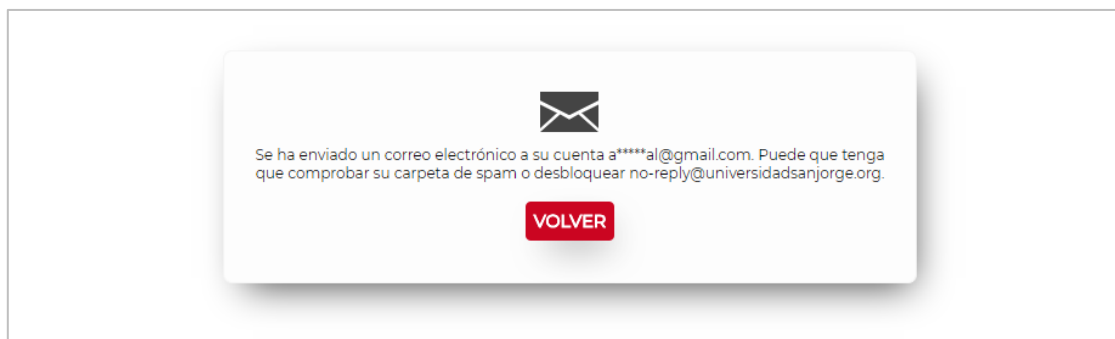 Se ha enviado un correo electrónico a su cuenta a*****al@gmail.com. Puede que tenga
que comprobar su carpeta de spam o desbloquear no-reply@universidadsanjorge.org.
VOLVER